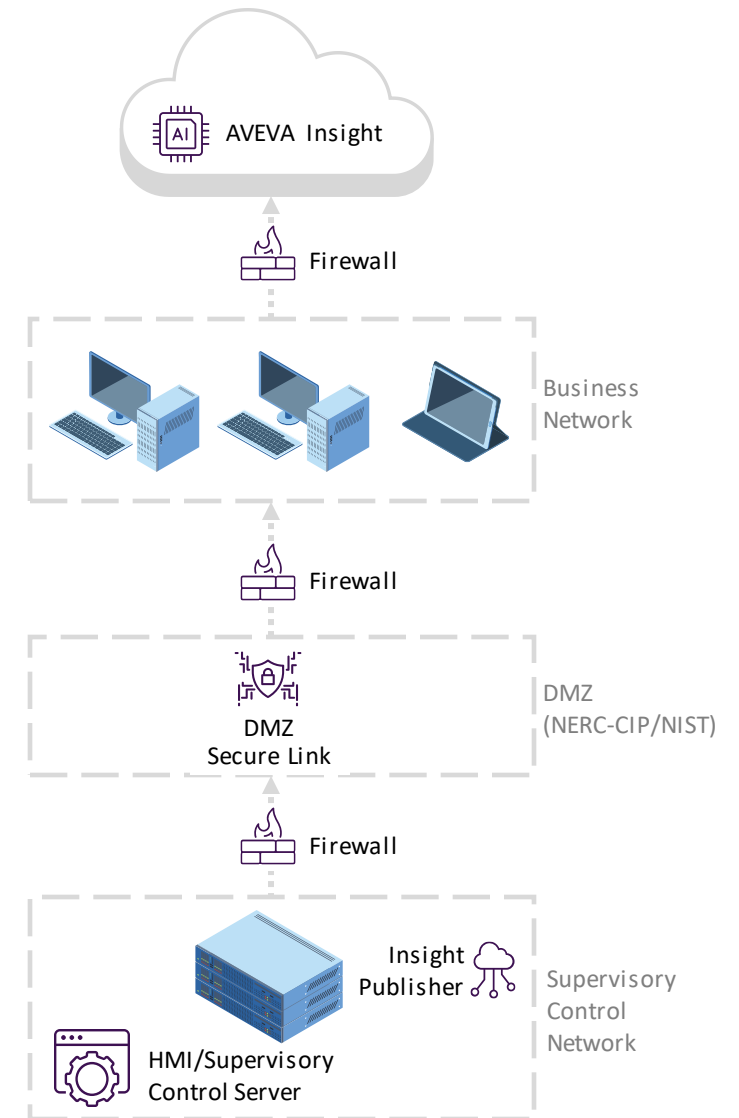 AI
AVEVA Insight
Firewall
Business
Network
Firewall
DMZ
Secure Link
DMZ
(NERC-CIP/NIST)
Firewall
Insight
Publisher
Supervisory
Control
Network
HMI/Supervisory
Control Server